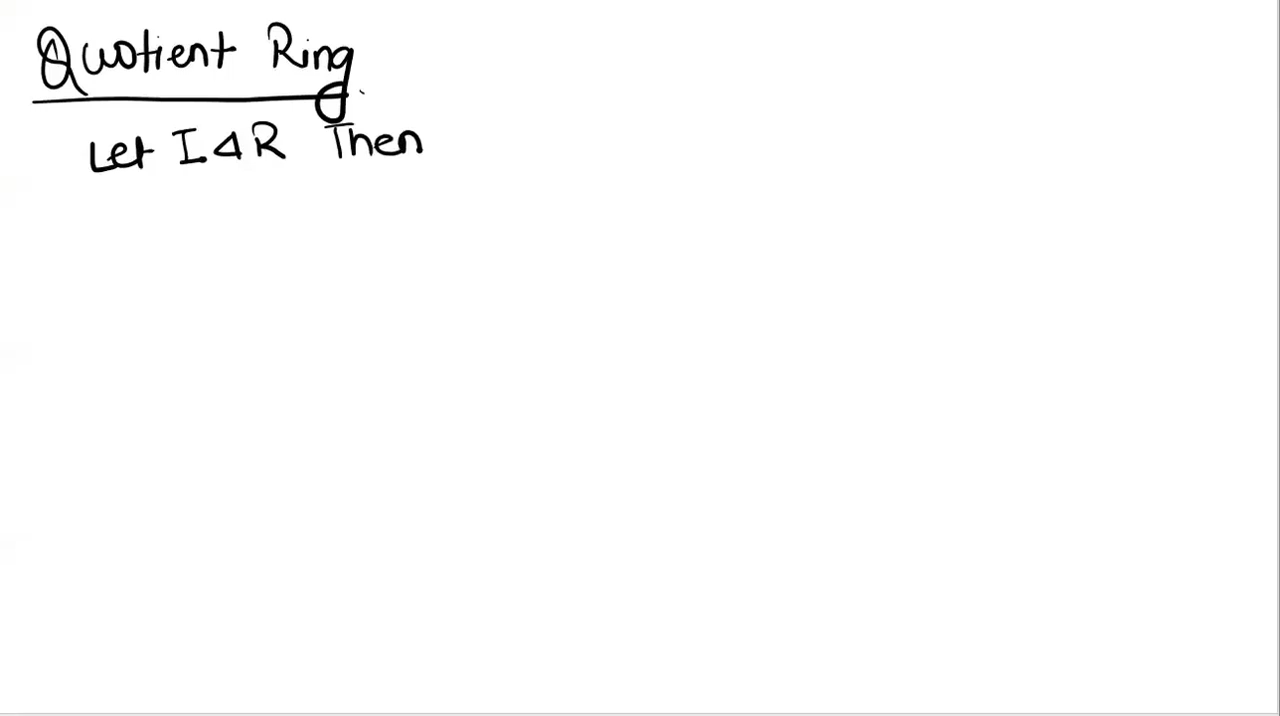 Quotient Ring
Let I ⊲ R Then